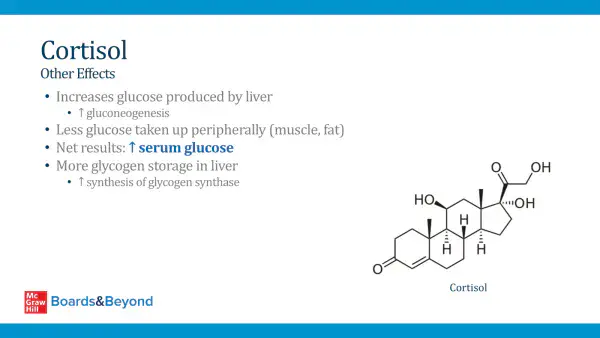 Cortisol
Other Effects
• Increases glucose produced by liver
• ↑gluconeogenesis
• Less glucose taken up peripherally (muscle, fat)
• Net results: ↑serum glucose
• More glycogen storage in liver
• ↑synthesis of glycogen synthase
O
OH
HO
OH
H
H
H
O
Cortisol
Mc
Graw
Hill
Boards&Beyond